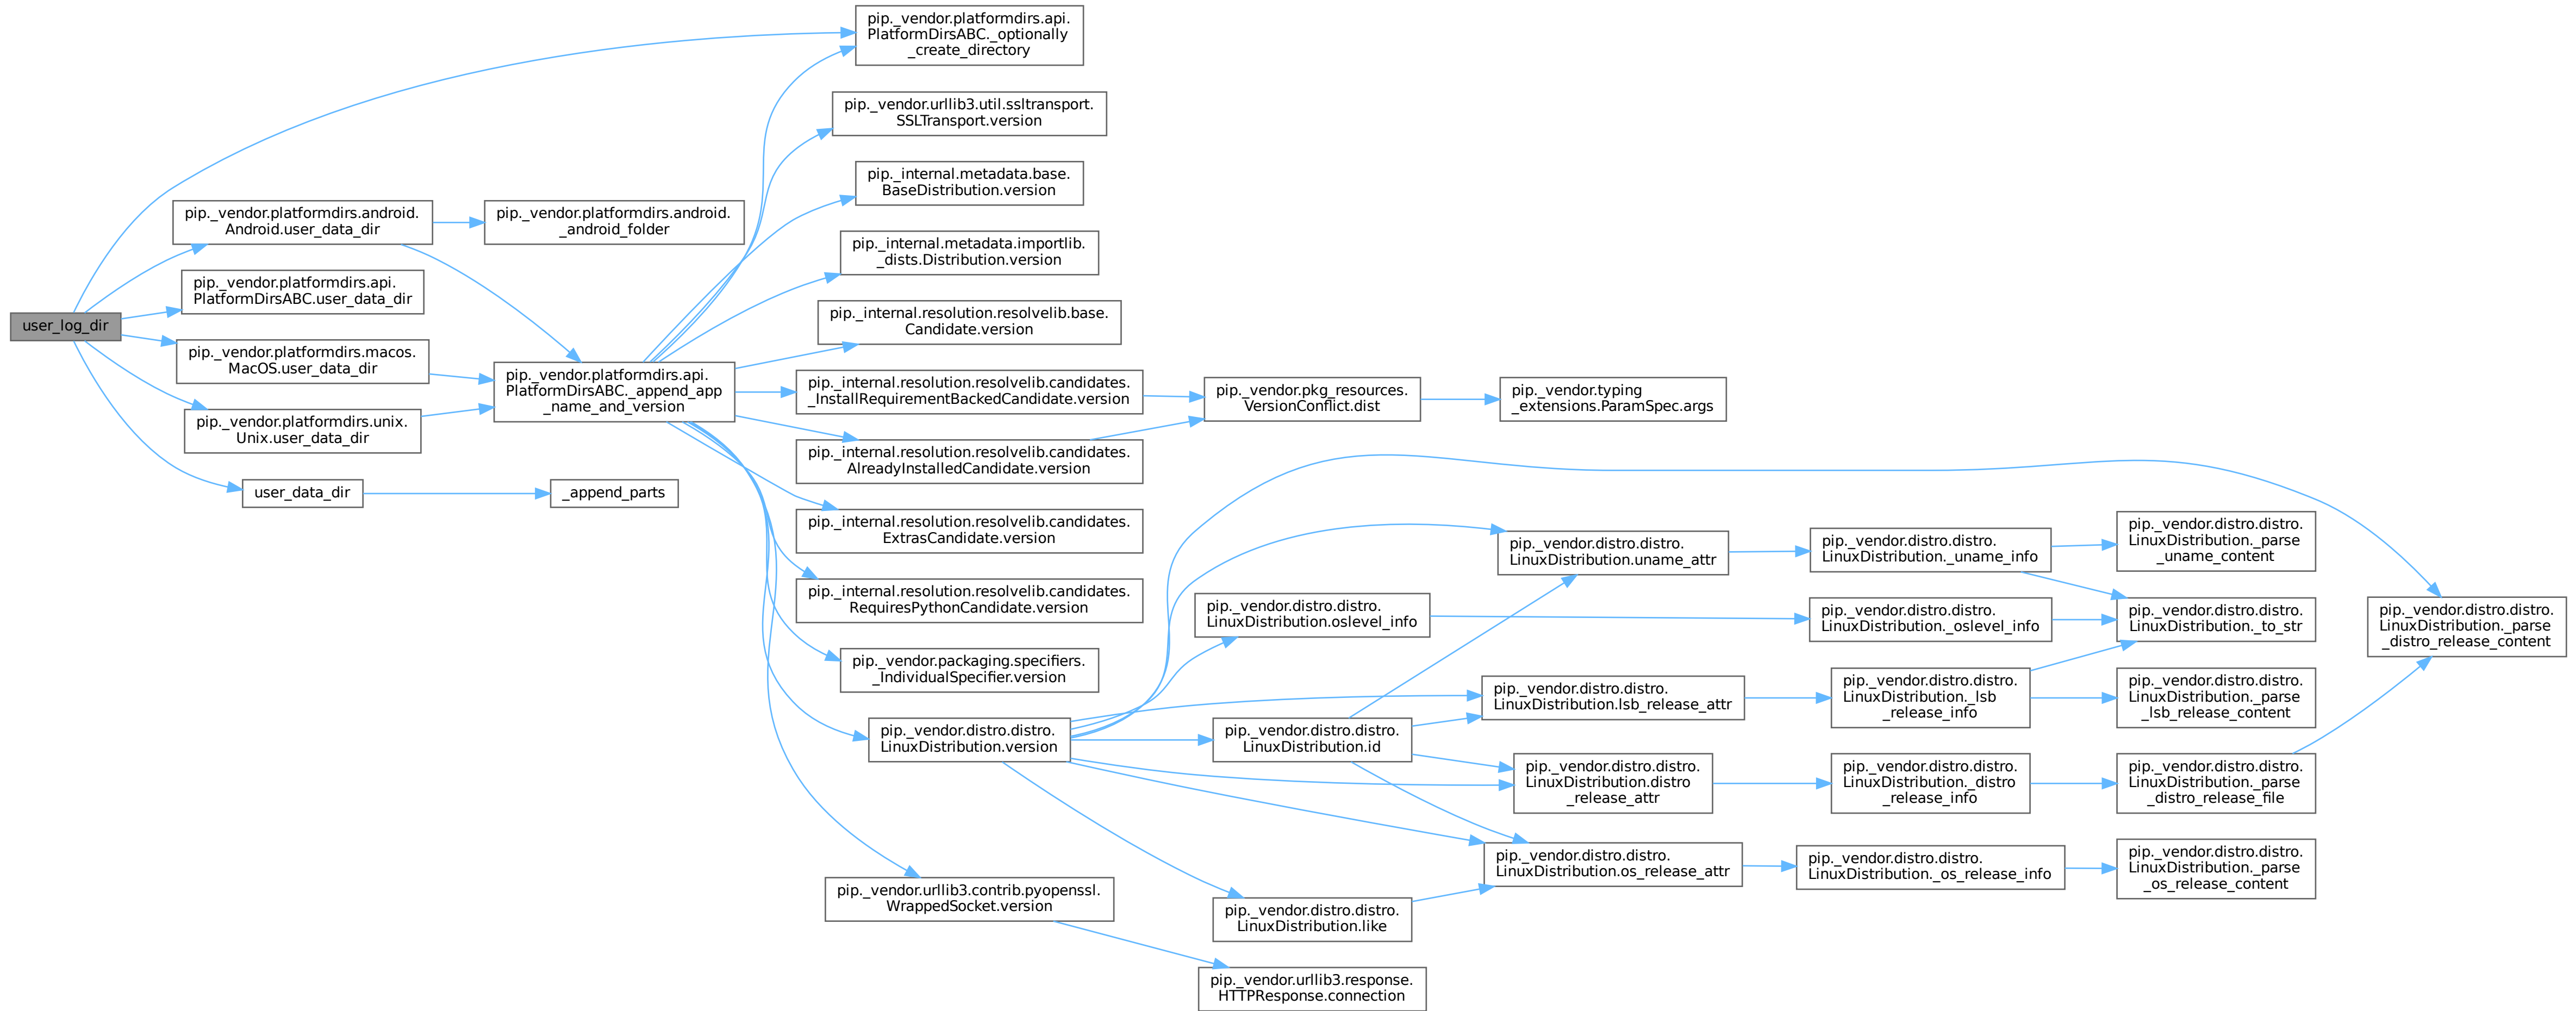 user_log_dir
pip._vendor.platformdirs.android.
Android.user_data_dir
pip._vendor.platformdirs.api.
PlatformDirsABC.user_data_dir
pip._vendor.platformdirs.macos.
MacOS.user_data_dir
pip._vendor.platformdirs.unix.
Unix.user_data_dir
user_data_dir
pip._vendor.platformdirs.android.
_android_folder
pip._vendor.platformdirs.api.
PlatformDirsABC._append_app
_name_and_version
_append_parts
pip._vendor.platformdirs.api.
PlatformDirsABC._optionally
_create_directory
pip._vendor.urllib3.util.ssltransport.
SSLTransport.version
pip._internal.metadata.base.
BaseDistribution.version
pip._internal.metadata.importlib.
_dists.Distribution.version
pip._internal.resolution.resolvelib.base.
Candidate.version
pip._internal.resolution.resolvelib.candidates.
_InstallRequirementBackedCandidate.version
pip._internal.resolution.resolvelib.candidates.
AlreadyInstalledCandidate.version
pip._internal.resolution.resolvelib.candidates.
ExtrasCandidate.version
pip._internal.resolution.resolvelib.candidates.
RequiresPythonCandidate.version
pip._vendor.packaging.specifiers.
_IndividualSpecifier.version
pip._vendor.distro.distro.
LinuxDistribution.version
pip._vendor.urllib3.contrib.pyopenssl.
WrappedSocket.version
pip._vendor.pkg_resources.
VersionConflict.dist
pip._vendor.distro.distro.
LinuxDistribution.oslevel_info
pip._vendor.distro.distro.
LinuxDistribution.id
pip._vendor.distro.distro.
LinuxDistribution.like
pip._vendor.urllib3.response.
HTTPResponse.connection
pip._vendor.typing
_extensions.ParamSpec.args
pip._vendor.distro.distro.
LinuxDistribution.uname_attr
pip._vendor.distro.distro.
LinuxDistribution.lsb_release_attr
pip._vendor.distro.distro.
LinuxDistribution.distro
_release_attr
pip._vendor.distro.distro.
LinuxDistribution.os_release_attr
pip._vendor.distro.distro.
LinuxDistribution._uname_info
pip._vendor.distro.distro.
LinuxDistribution._oslevel_info
pip._vendor.distro.distro.
LinuxDistribution._lsb
_release_info
pip._vendor.distro.distro.
LinuxDistribution._distro
_release_info
pip._vendor.distro.distro.
LinuxDistribution._os_release_info
pip._vendor.distro.distro.
LinuxDistribution._parse
_uname_content
pip._vendor.distro.distro.
LinuxDistribution._to_str
pip._vendor.distro.distro.
LinuxDistribution._parse
_lsb_release_content
pip._vendor.distro.distro.
LinuxDistribution._parse
_distro_release_file
pip._vendor.distro.distro.
LinuxDistribution._parse
_os_release_content
pip._vendor.distro.distro.
LinuxDistribution._parse
_distro_release_content